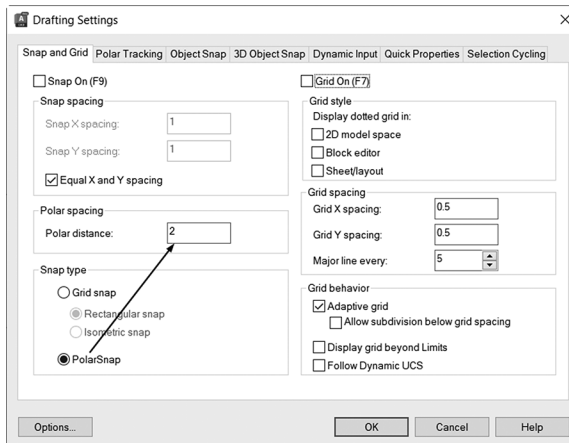 Drafting Settings
Snap and Grid Polar Tracking Object Snap 3D Object Snap Dynamic Input Quick Properties Selection Cycling
Snap On (F9)
Snap spacing
Snap X spacing: 1
Snap Y spacing: 1
Equal X and Y spacing
Polar spacing
Polar distance: 2
Snap type
Grid snap
Rectangular snap
Isometric snap
PolarSnap
Grid On (F7)
Grid style
Display dotted grid in:
2D model space
Block editor
Sheet/layout
Grid spacing
Grid X spacing: 0.5
Grid Y spacing: 0.5
Major line every: 5
Grid behavior
Adaptive grid
Allow subdivision below grid spacing
Display grid beyond Limits
Follow Dynamic UCS
Options... OK Cancel Help